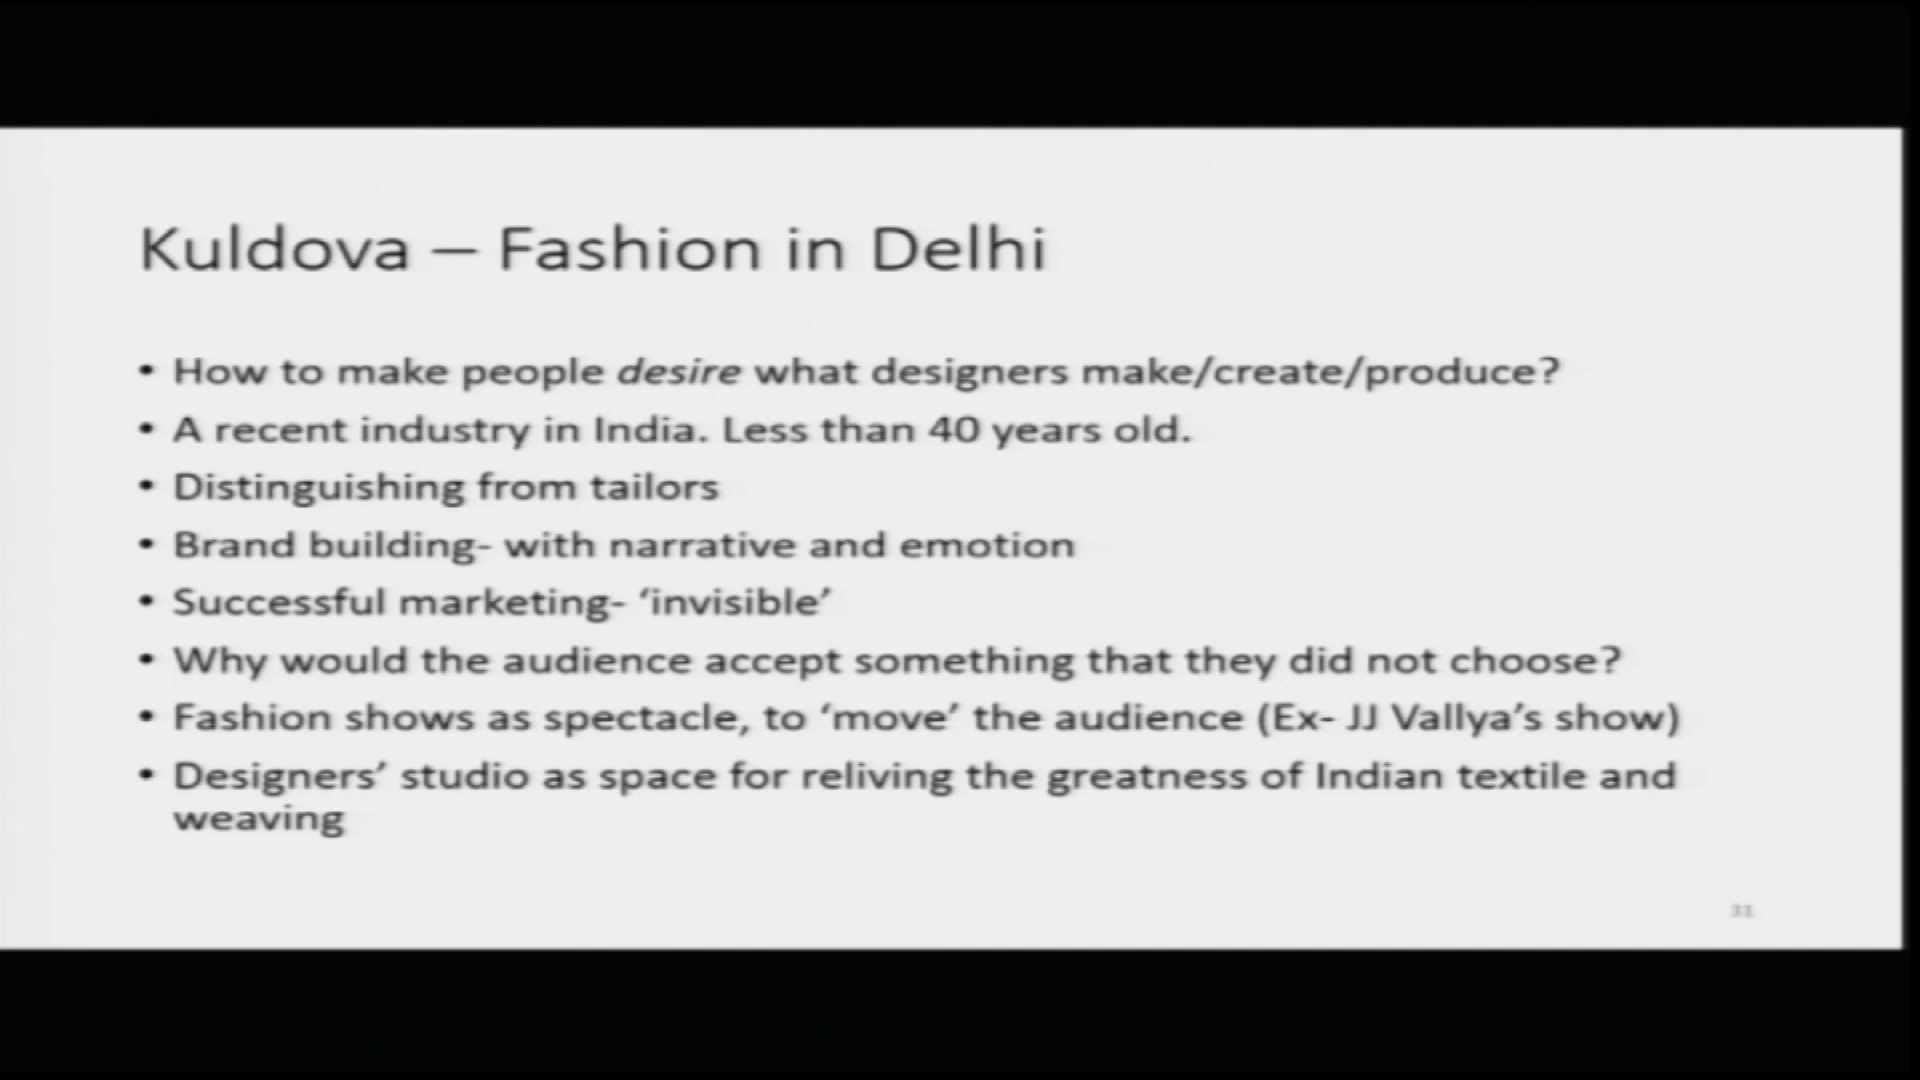 Kuldova – Fashion in Delhi
• How to make people desire what designers make/create/produce?
• A recent industry in India. Less than 40 years old.
• Distinguishing from tailors
• Brand building- with narrative and emotion
• Successful marketing- ‘invisible’
• Why would the audience accept something that they did not choose?
• Fashion shows as spectacle, to ‘move’ the audience (Ex- JJ Vallya’s show)
• Designers’ studio as space for reliving the greatness of Indian textile and
weaving
31